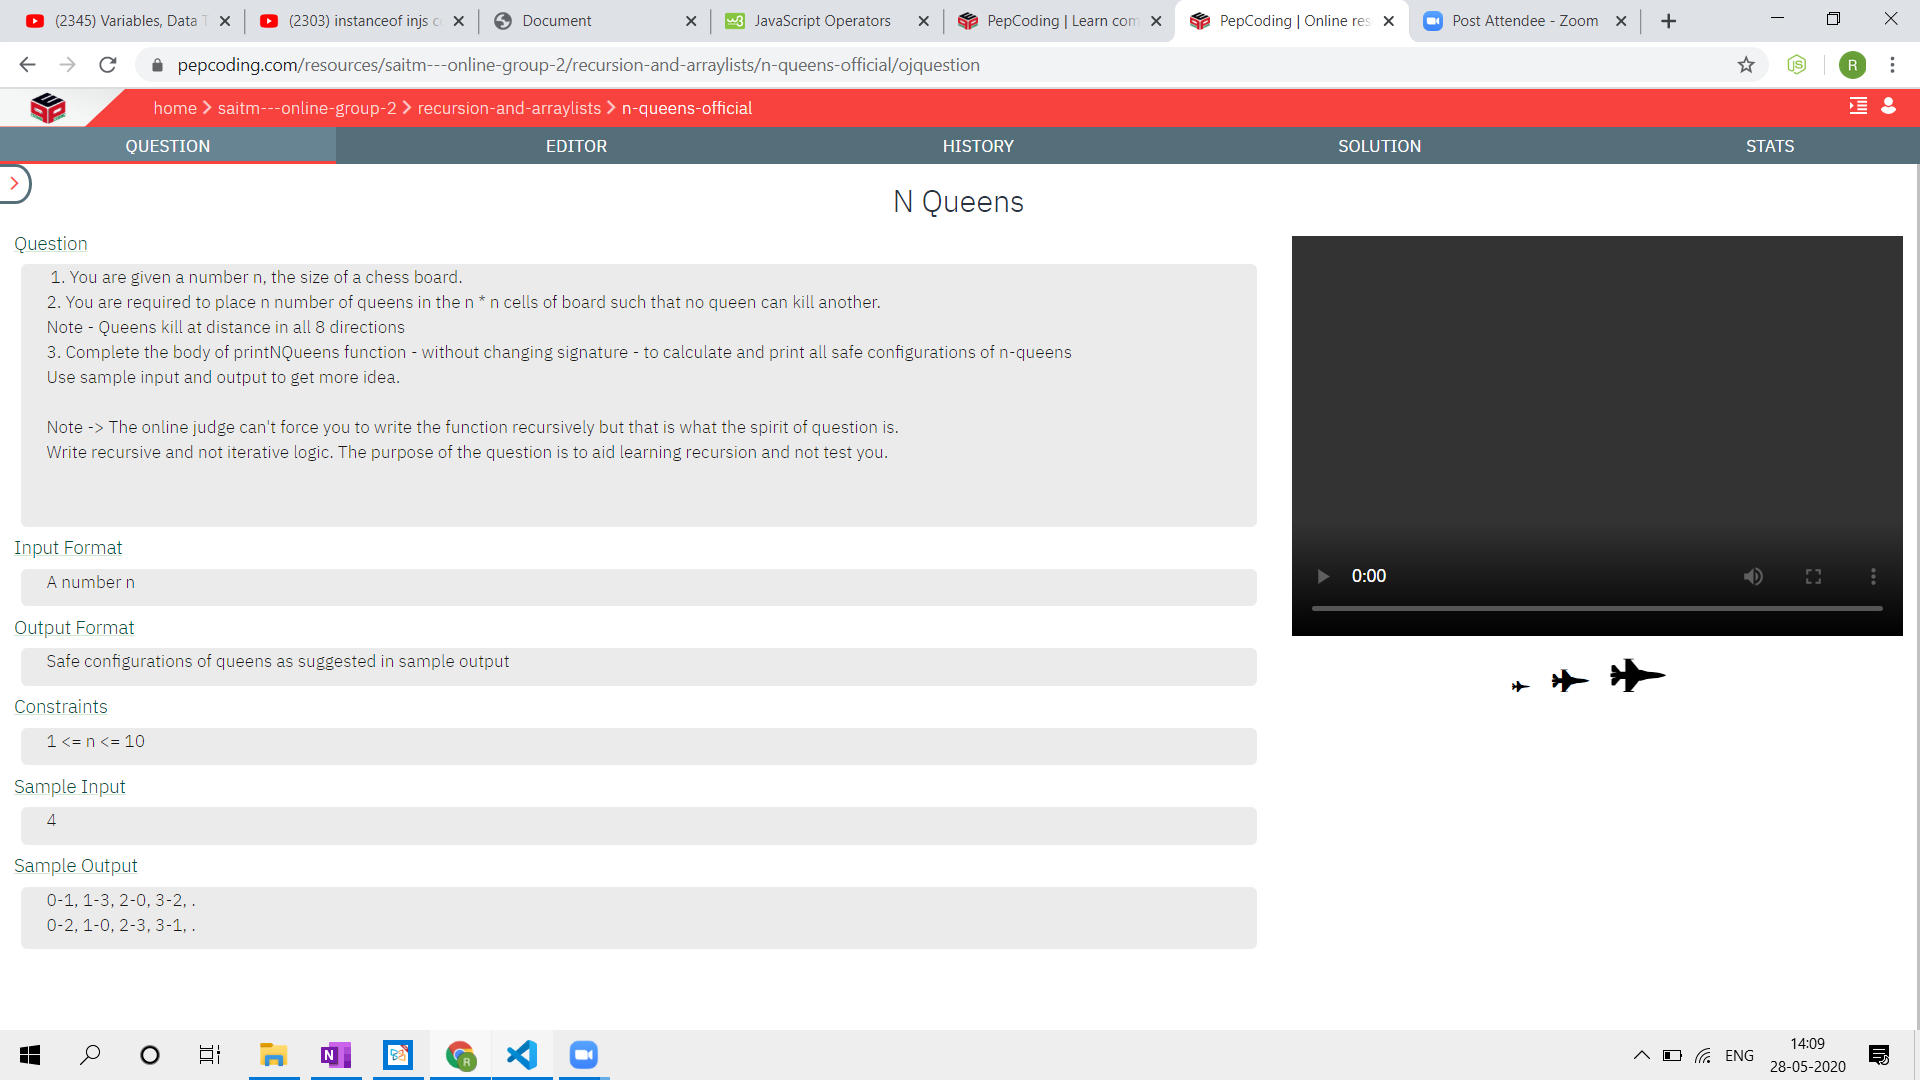 (2345) Variables, Data T
(2303) instanceof injs c
Document
JavaScript Operators
PepCoding | Learn com
PepCoding | Online res
Post Attendee - Zoom
pepcoding.com/resources/saitm---online-group-2/recursion-and-arraylists/n-queens-official/ojquestion
R
home > saitm---online-group-2 > recursion-and-arraylists > n-queens-official
QUESTION EDITOR HISTORY SOLUTION STATS
N Queens
Question
1. You are given a number n, the size of a chess board.
2. You are required to place n number of queens in the n * n cells of board such that no queen can kill another.
Note - Queens kill at distance in all 8 directions
3. Complete the body of printNQueens function - without changing signature - to calculate and print all safe configurations of n-queens
Use sample input and output to get more idea.
Note -> The online judge can't force you to write the function recursively but that is what the spirit of question is.
Write recursive and not iterative logic. The purpose of the question is to aid learning recursion and not test you.
0:00
Input Format
A number n
Output Format
Safe configurations of queens as suggested in sample output
Constraints
1 <= n <= 10
Sample Input
4
Sample Output
0-1, 1-3, 2-0, 3-2, .
0-2, 1-0, 2-3, 3-1, .
ENG
14:09
28-05-2020